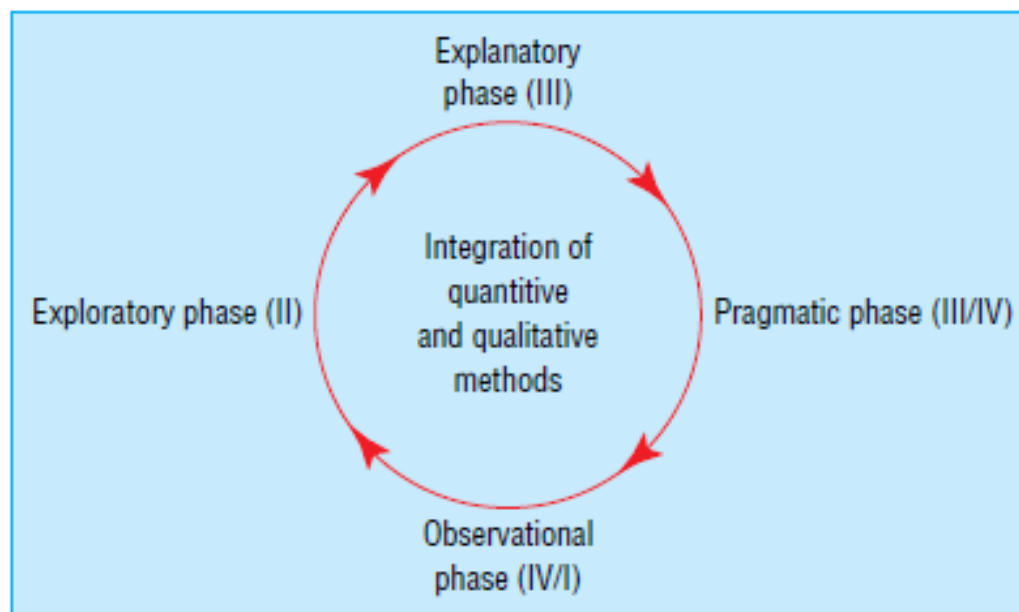 Explanatory
phase (III)
Integration of
quantitive
and qualitative
methods
Exploratory phase (II)
Pragmatic phase (III/IV)
Observational
phase (IV/I)